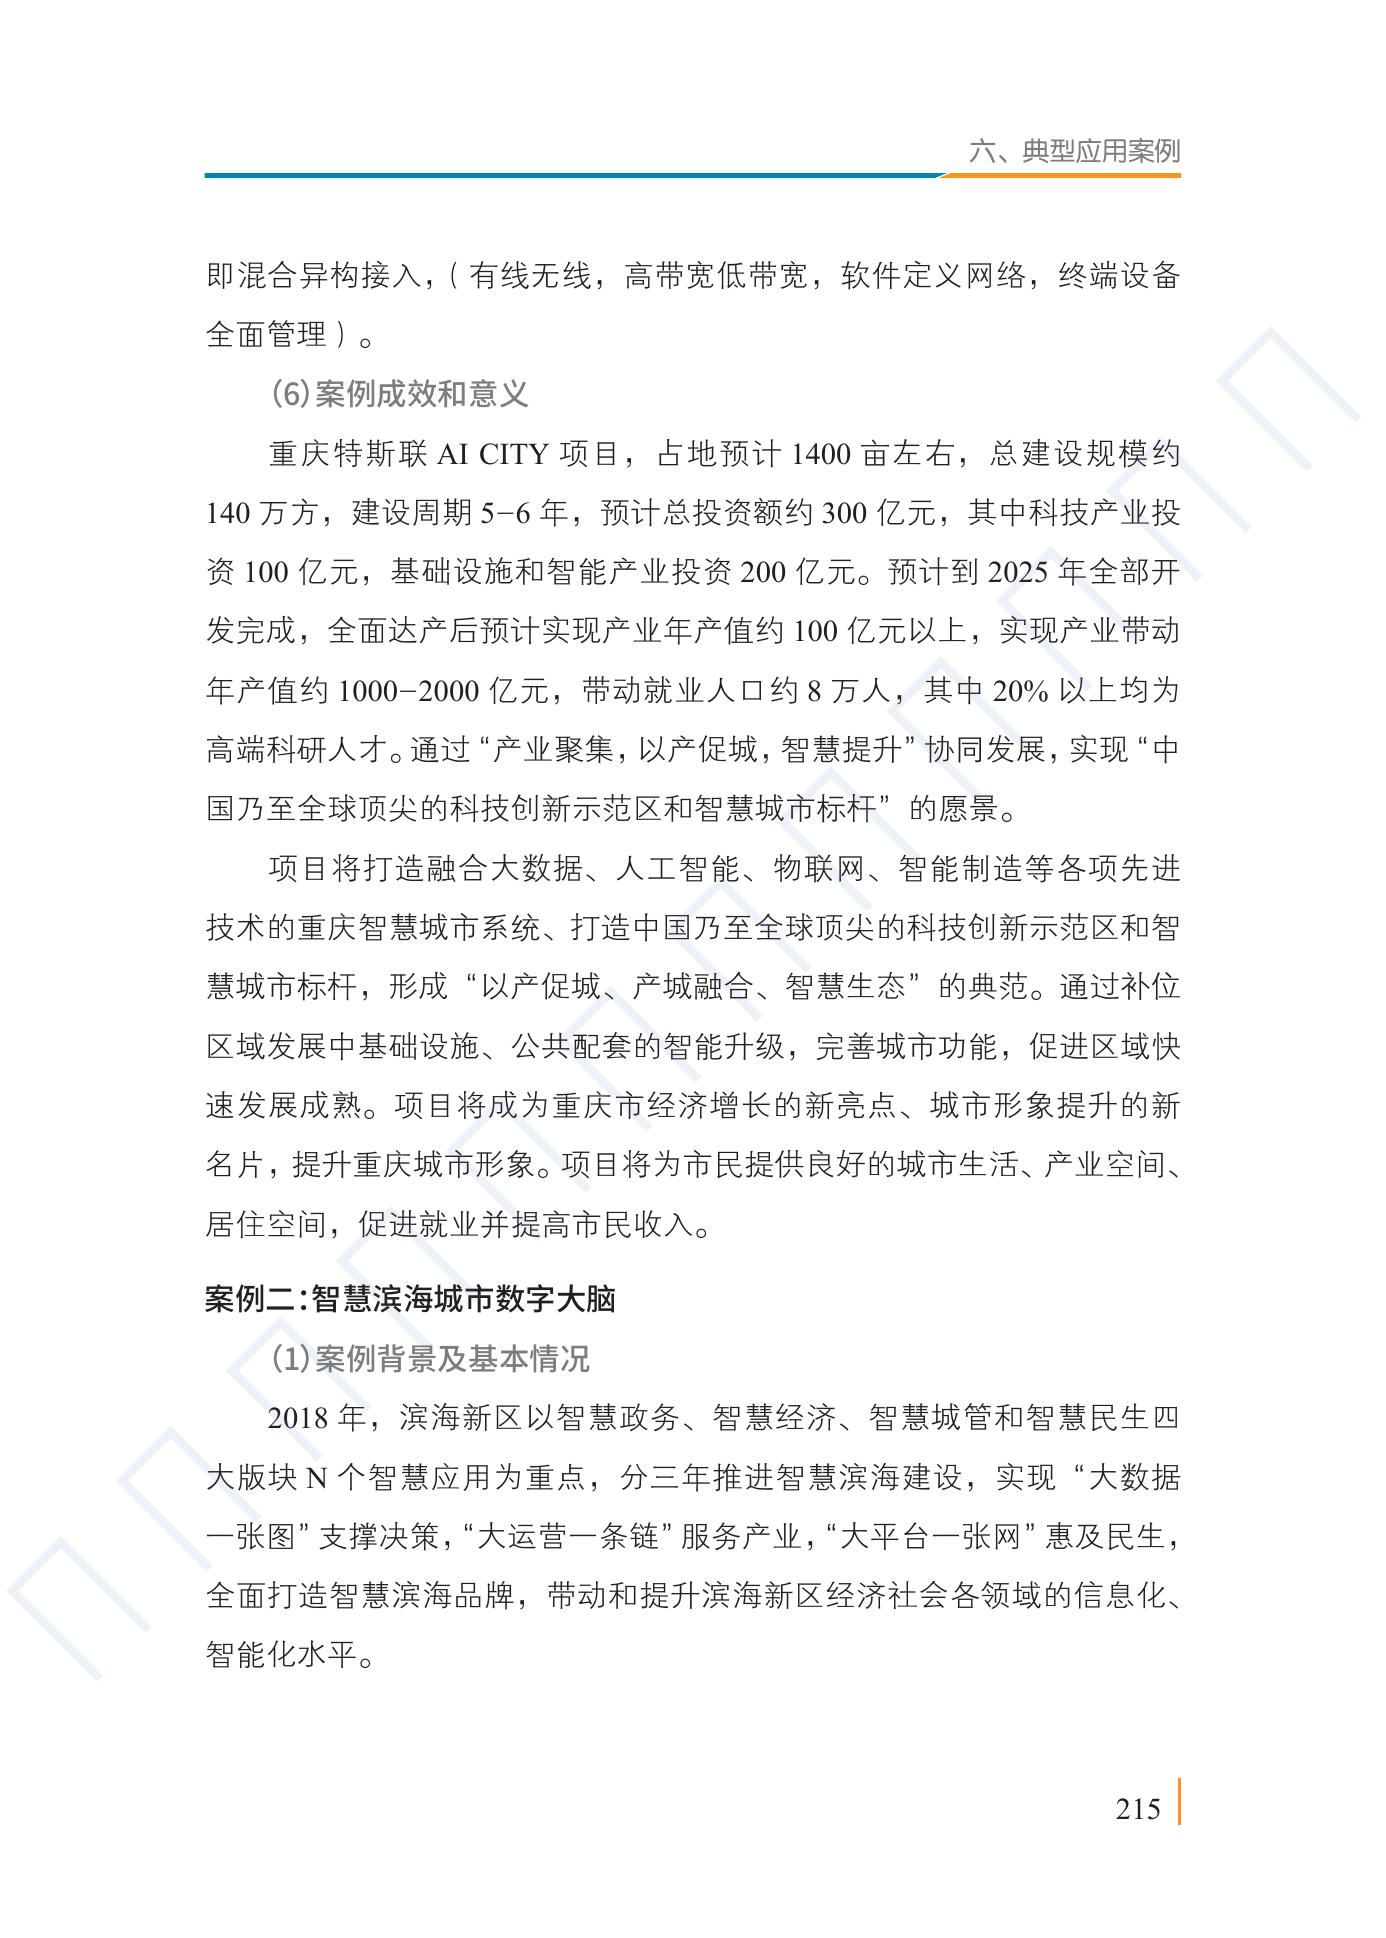 六、典型应用案例
即混合异构接入，（有线无线，高带宽低带宽，软件定义网络，终端设备
全面管理）。
（6）案例成效和意义
重庆特斯联 AI CITY 项目，占地预计 1400 亩左右，总建设规模约
140 万方，建设周期 5-6 年，预计总投资额约 300 亿元，其中科技产业投
资 100 亿元，基础设施和智能产业投资 200 亿元。预计到 2025 年全部开
发完成，全面达产后预计实现产业年产值约 100 亿元以上，实现产业带动
年产值约 1000-2000 亿元，带动就业人口约 8 万人，其中 20% 以上均为
高端科研人才。通过“产业聚集，以产促城，智慧提升”协同发展，实现“中
国乃至全球顶尖的科技创新示范区和智慧城市标杆”的愿景。
项目将打造融合大数据、人工智能、物联网、智能制造等各项先进
技术的重庆智慧城市系统、打造中国乃至全球顶尖的科技创新示范区和智
慧城市标杆，形成“以产促城、产城融合、智慧生态”的典范。通过补位
区域发展中基础设施、公共配套的智能升级，完善城市功能，促进区域快
速发展成熟。项目将成为重庆市经济增长的新亮点、城市形象提升的新
名片，提升重庆城市形象。项目将为市民提供良好的城市生活、产业空间、
居住空间，促进就业并提高市民收入。
案例二：智慧滨海城市数字大脑
（1）案例背景及基本情况
2018 年，滨海新区以智慧政务、智慧经济、智慧城管和智慧民生四
大版块 N 个智慧应用为重点，分三年推进智慧滨海建设，实现“大数据
一张图”支撑决策，“大运营一条链”服务产业，“大平台一张网”惠及民生，
全面打造智慧滨海品牌，带动和提升滨海新区经济社会各领域的信息化、
智能化水平。
215